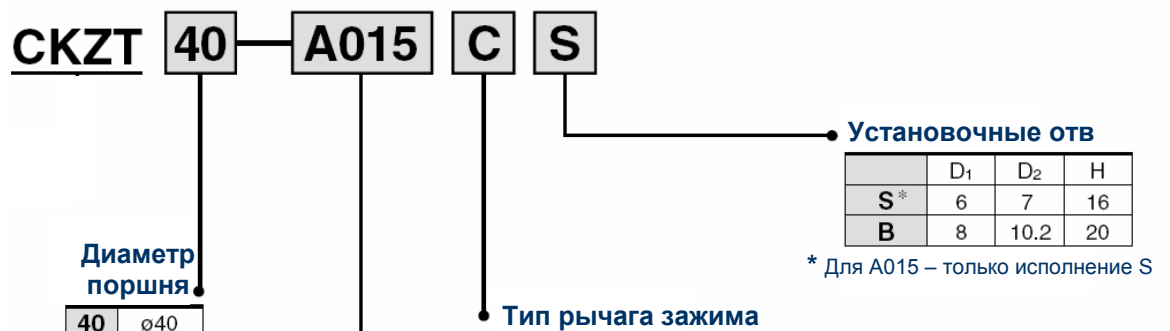 CKZT 40 A015 C S
Установочные отв
D₁ D₂ H
S* 6 7 16
B 8 10.2 20
* Для A015 – только исполнение S
Диаметр
поршня
40 ø40
Тип рычага зажима